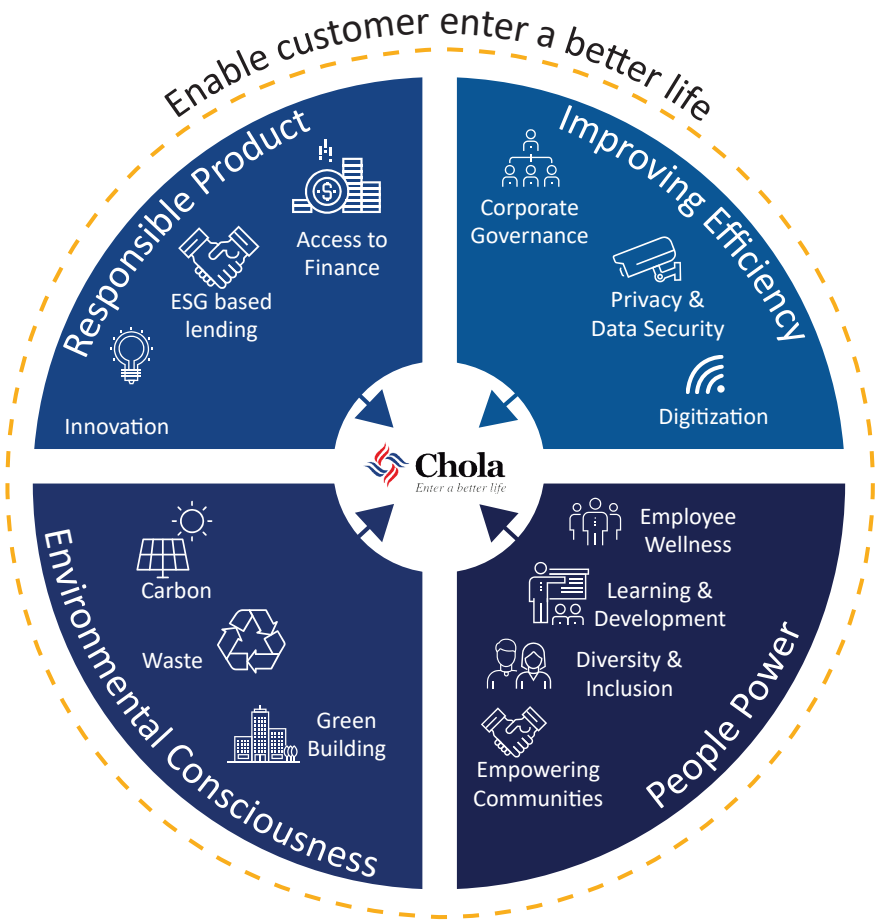 Enable customer enter a better life
Responsible Product
Access to
Finance
ESG based
lending
Innovation
Improving Efficiency
Corporate
Governance
Privacy &
Data Security
Digitization
Chola
Enter a better life
Environmental Consciousness
Carbon
Waste
Green
Building
People Power
Employee
Wellness
Learning &
Development
Diversity &
Inclusion
Empowering
Communities